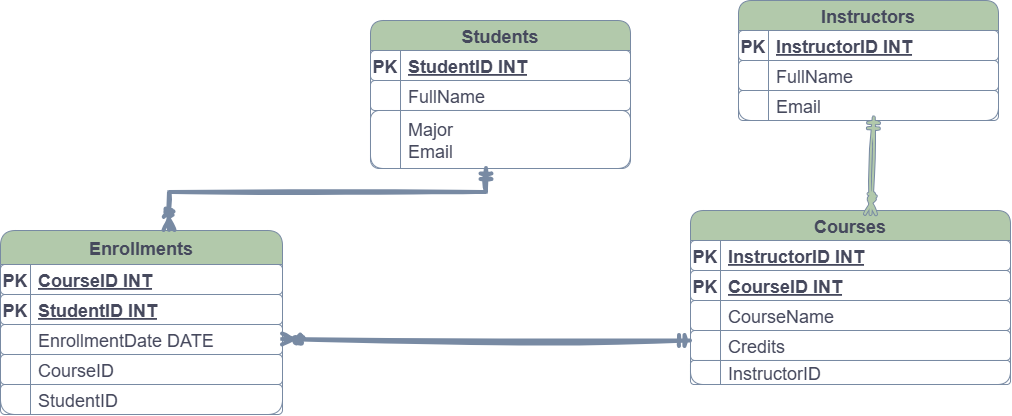 Students
PK StudentID INT
FullName
Major
Email
Instructors
PK InstructorID INT
FullName
Email
Enrollments
PK CourseID INT
PK StudentID INT
EnrollmentDate DATE
CourseID
StudentID
Courses
PK InstructorID INT
PK CourseID INT
CourseName
Credits
InstructorID